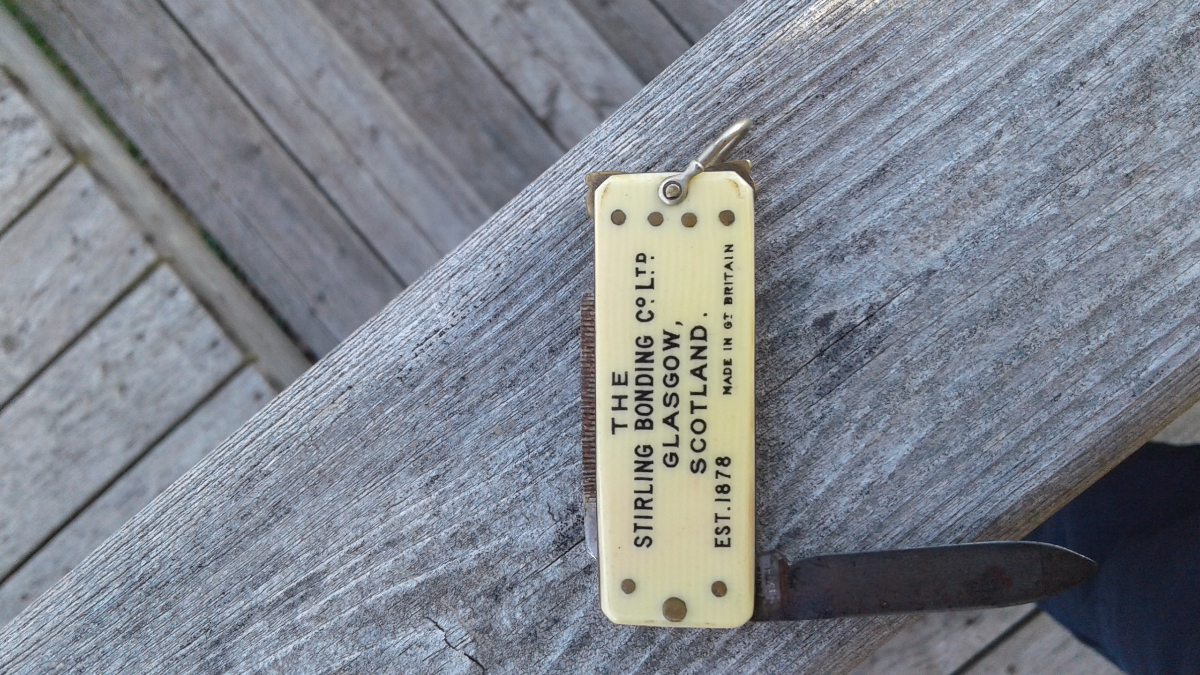 THE
STIRLING BONDING Cº. LTD.
GLASGOW,
SCOTLAND.
EST. 1878
MADE IN GT BRITAIN